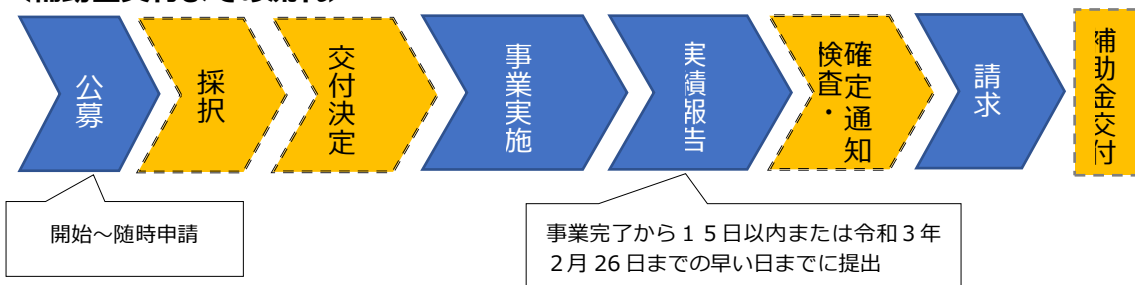 公募
採択
交付決定
事業実施
実績報告
検査・
確定通知
請求
補助金交付
開始～随時申請
事業完了から１５日以内または令和３年
２月 26 日までの早い日までに提出